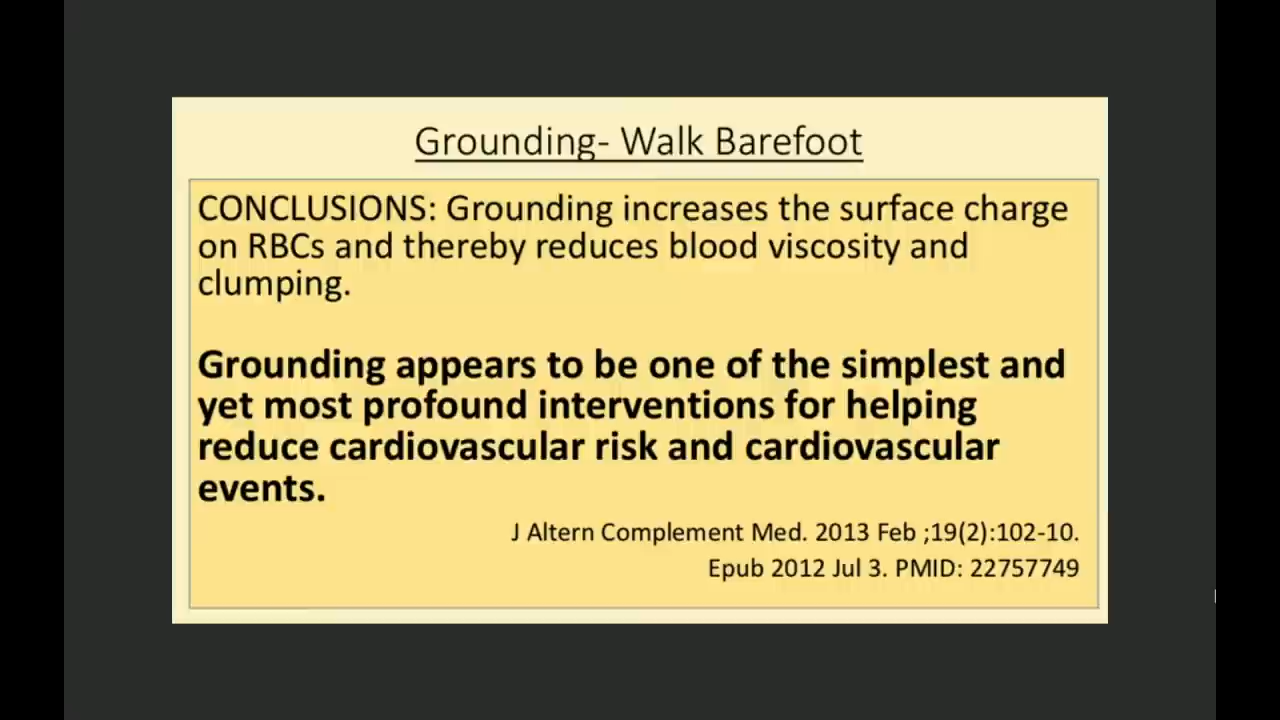 Grounding- Walk Barefoot
CONCLUSIONS: Grounding increases the surface charge
on RBCs and thereby reduces blood viscosity and
clumping.
Grounding appears to be one of the simplest and
yet most profound interventions for helping
reduce cardiovascular risk and cardiovascular
events.
J Altern Complement Med. 2013 Feb ;19(2):102-10.
Epub 2012 Jul 3. PMID: 22757749